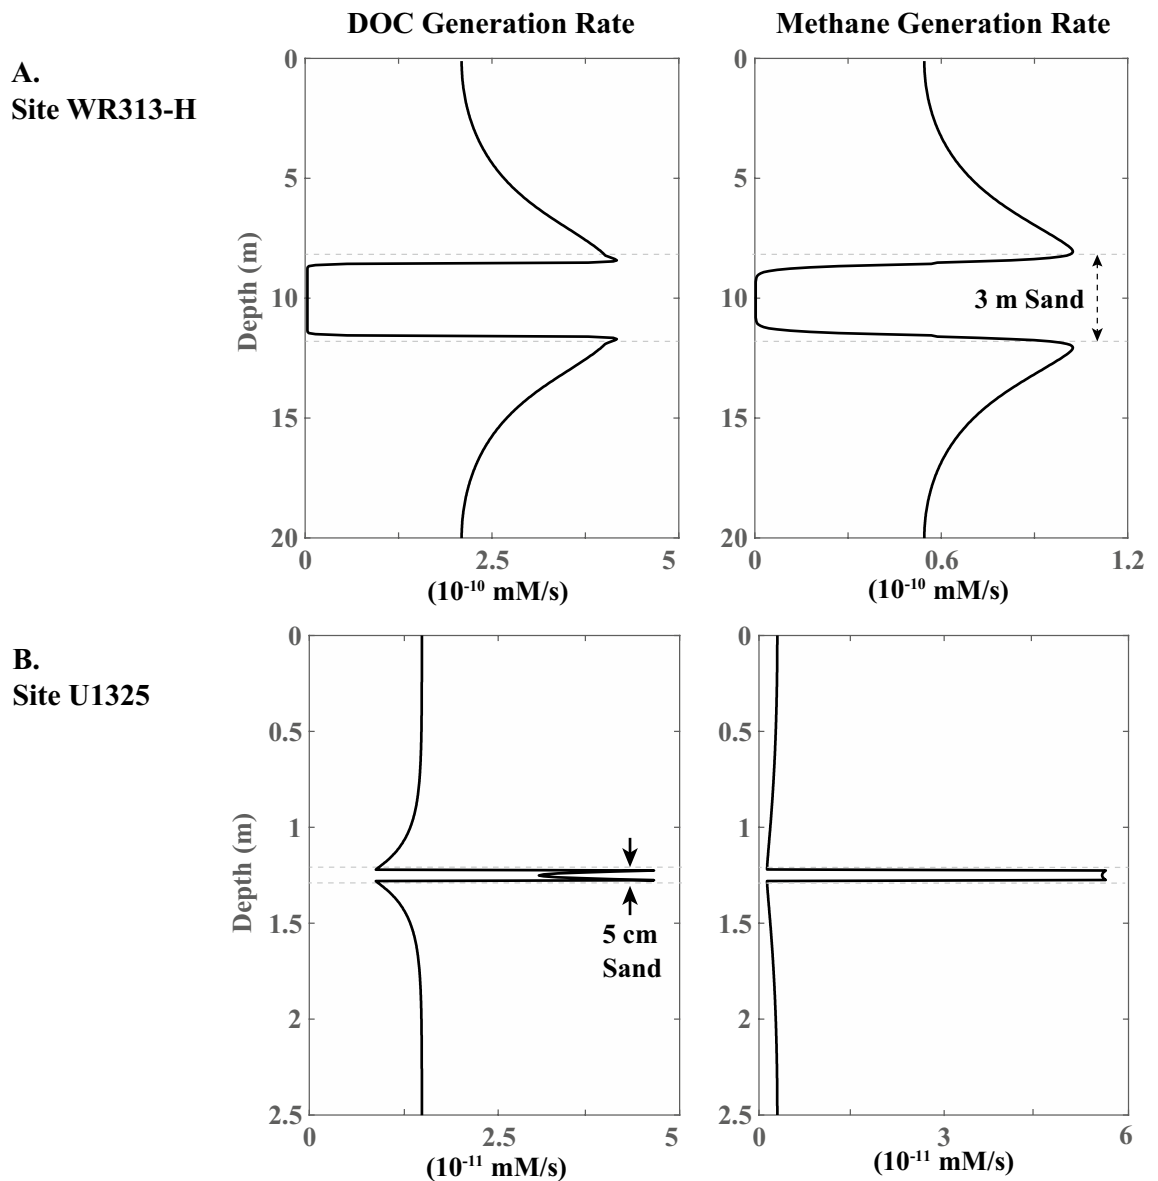 DOC Generation Rate
Methane Generation Rate
A.
Site WR313-H
0
5
10
15
20
Depth (m)
0
2.5
5
(10⁻¹⁰ mM/s)
0
5
10
15
20
3 m Sand
0
0.6
1.2
(10⁻¹⁰ mM/s)
B.
Site U1325
0
0.5
1
1.5
2
2.5
Depth (m)
5 cm
Sand
0
2.5
5
(10⁻¹¹ mM/s)
0
0.5
1
1.5
2
2.5
0
3
6
(10⁻¹¹ mM/s)